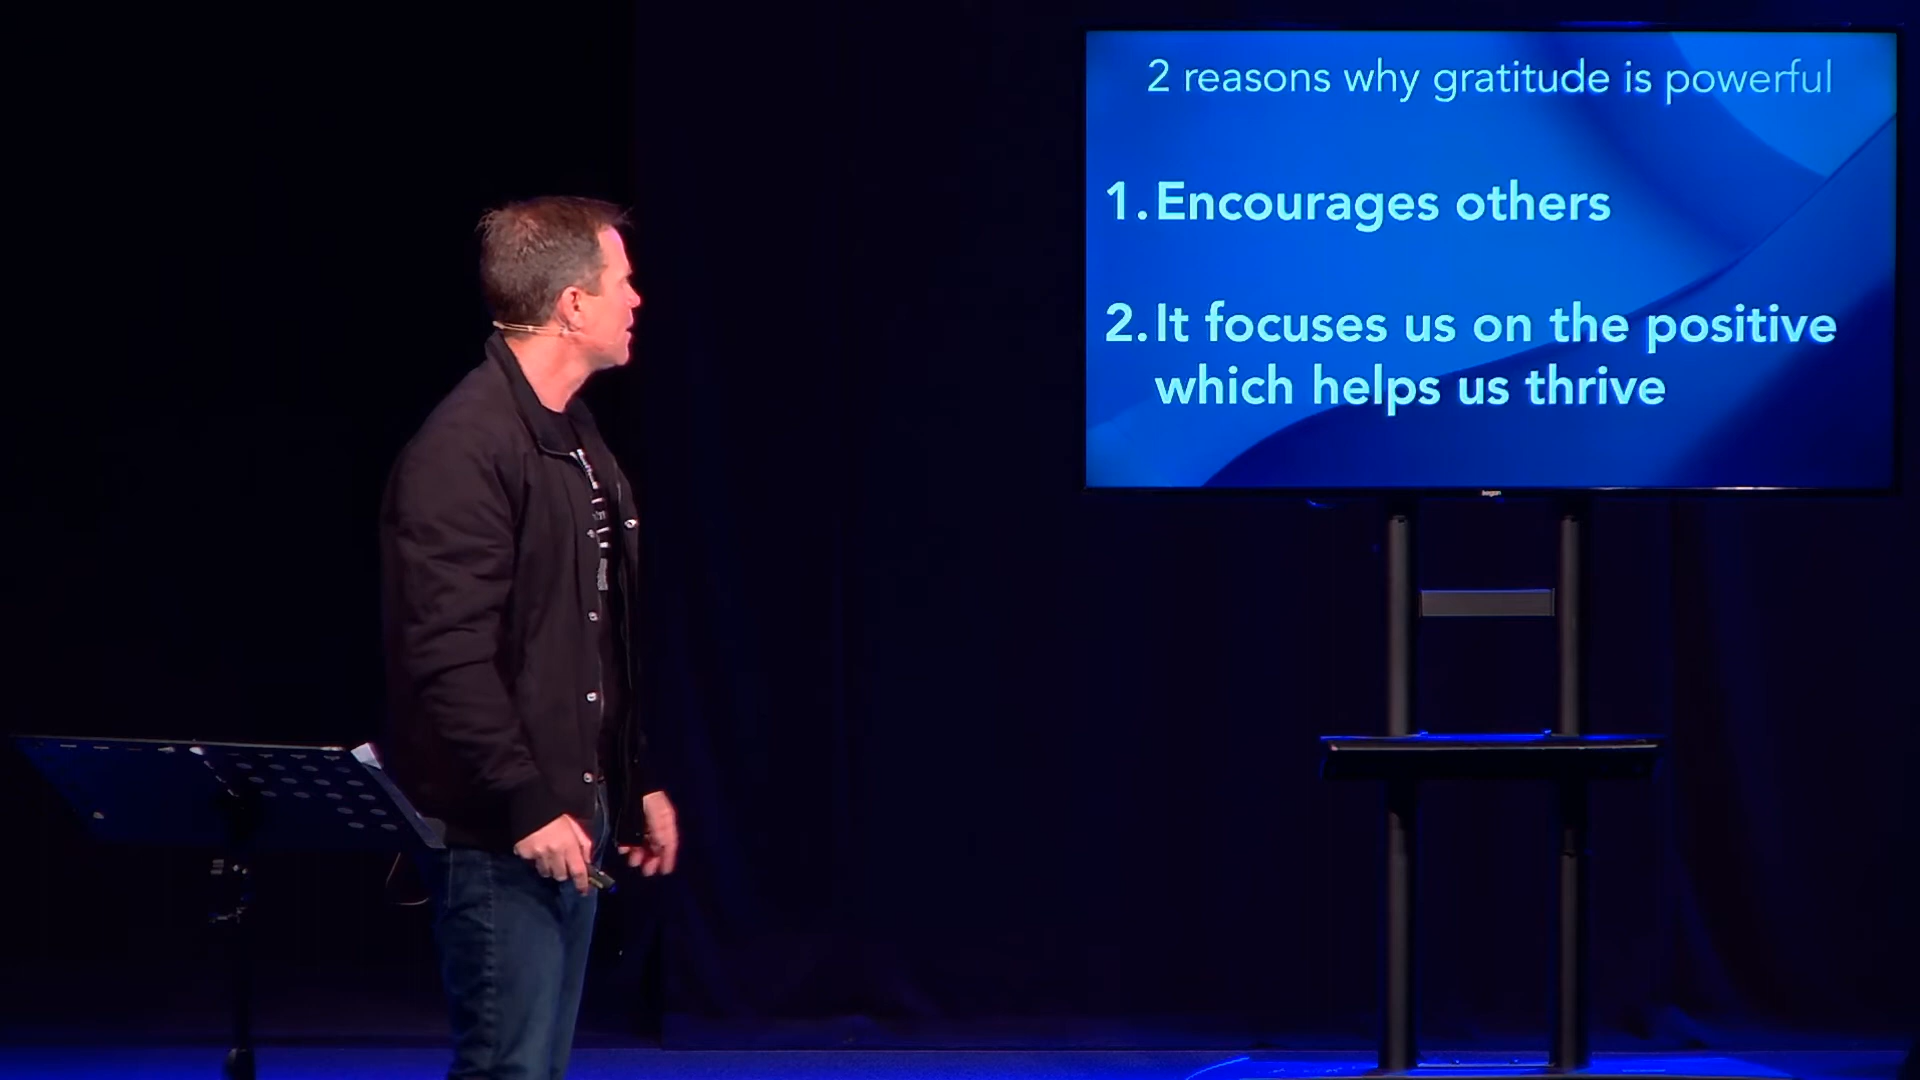 2 reasons why gratitude is powerful
1. Encourages others
2. It focuses us on the positive
which helps us thrive